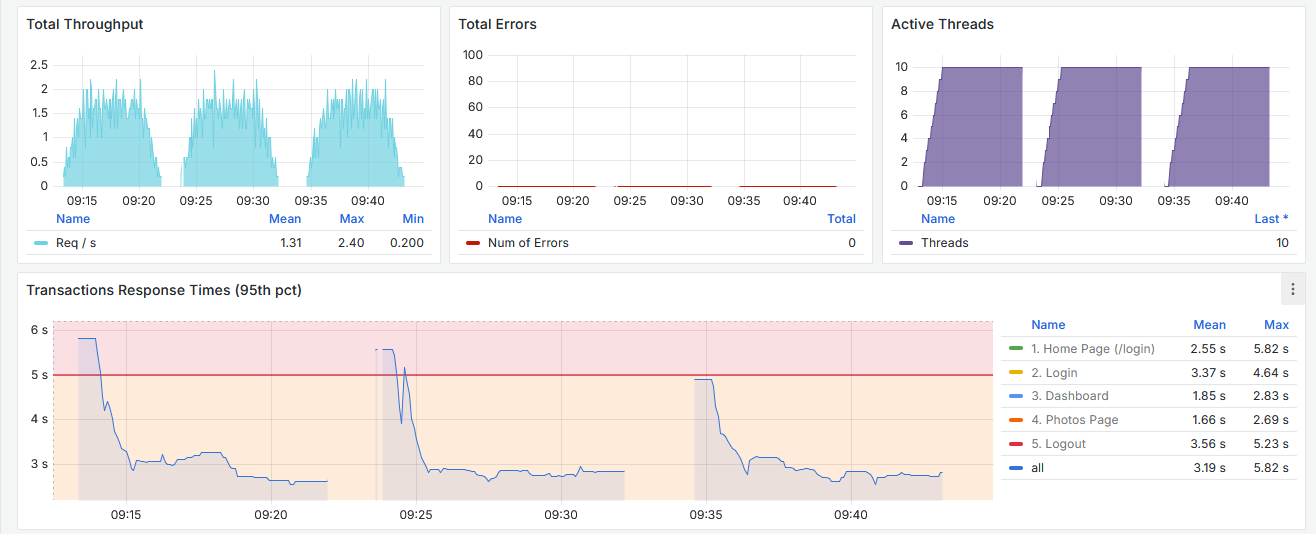 Total Throughput
2.5
2
1.5
1
0.5
0
09:15 09:20 09:25 09:30 09:35 09:40
Name Mean Max Min
Req / s 1.31 2.40 0.200
Total Errors
100
80
60
40
20
0
09:15 09:20 09:25 09:30 09:35 09:40
Name Total
Num of Errors 0
Active Threads
10
8
6
4
2
0
09:15 09:20 09:25 09:30 09:35 09:40
Name Last *
Threads 10
Transactions Response Times (95th pct)
6 s
5 s
4 s
3 s
09:15 09:20 09:25 09:30 09:35 09:40
Name Mean Max
1. Home Page (/login) 2.55 s 5.82 s
2. Login 3.37 s 4.64 s
3. Dashboard 1.85 s 2.83 s
4. Photos Page 1.66 s 2.69 s
5. Logout 3.56 s 5.23 s
all 3.19 s 5.82 s